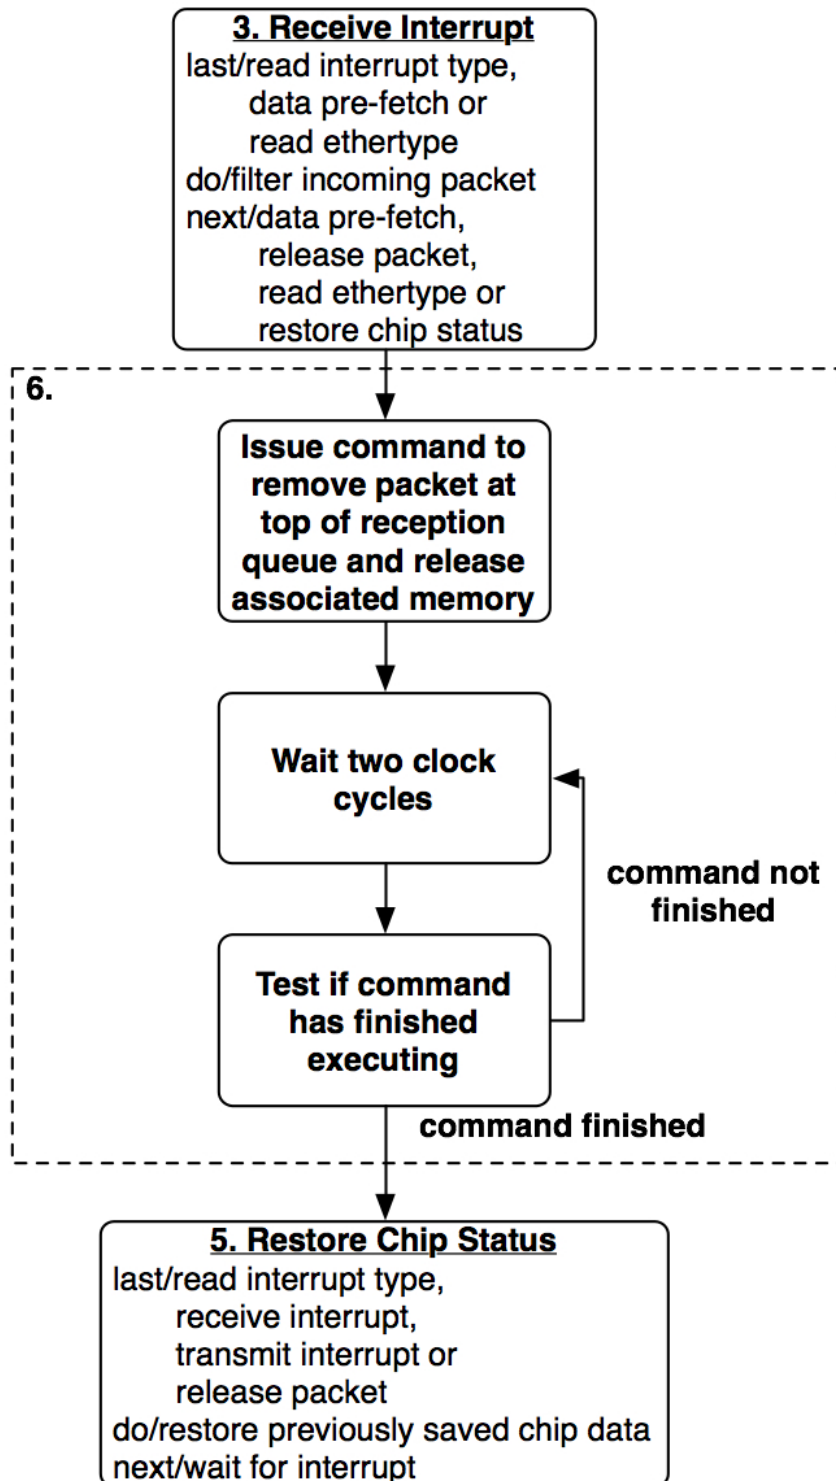 3. Receive Interrupt
last/read interrupt type,
data pre-fetch or
read ethertype
do/filter incoming packet
next/data pre-fetch,
release packet,
read ethertype or
restore chip status
6.
Issue command to
remove packet at
top of reception
queue and release
associated memory
Wait two clock
cycles
command not
finished
Test if command
has finished
executing
command finished
5. Restore Chip Status
last/read interrupt type,
receive interrupt,
transmit interrupt or
release packet
do/restore previously saved chip data
next/wait for interrupt